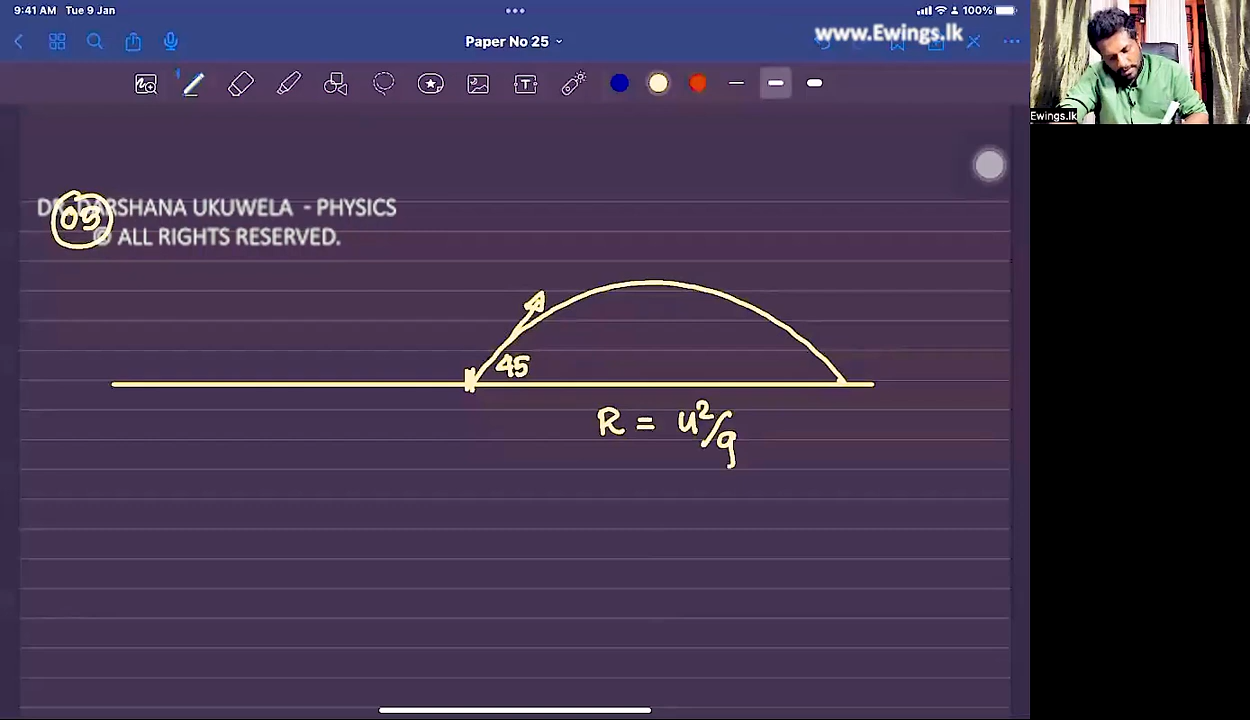 9:41 AM Tue 9 Jan
100%
Paper No 25
www.Ewings.lk
T
Ewings.lk
DR. DARSHANA UKUWELA - PHYSICS
© ALL RIGHTS RESERVED.
09
45
R = u²/g